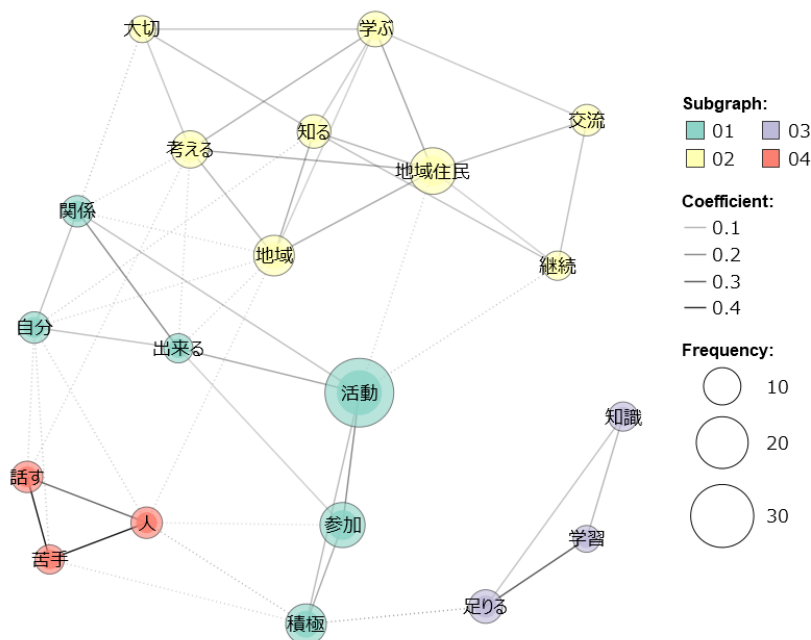 大切
学ぶ
知る
交流
考える
地域住民
関係
地域
継続
自分
出来る
活動
知識
話す
人
参加
学習
苦手
足りる
積極
Subgraph:
01 03
02 04
Coefficient:
0.1
0.2
0.3
0.4
Frequency:
10
20
30